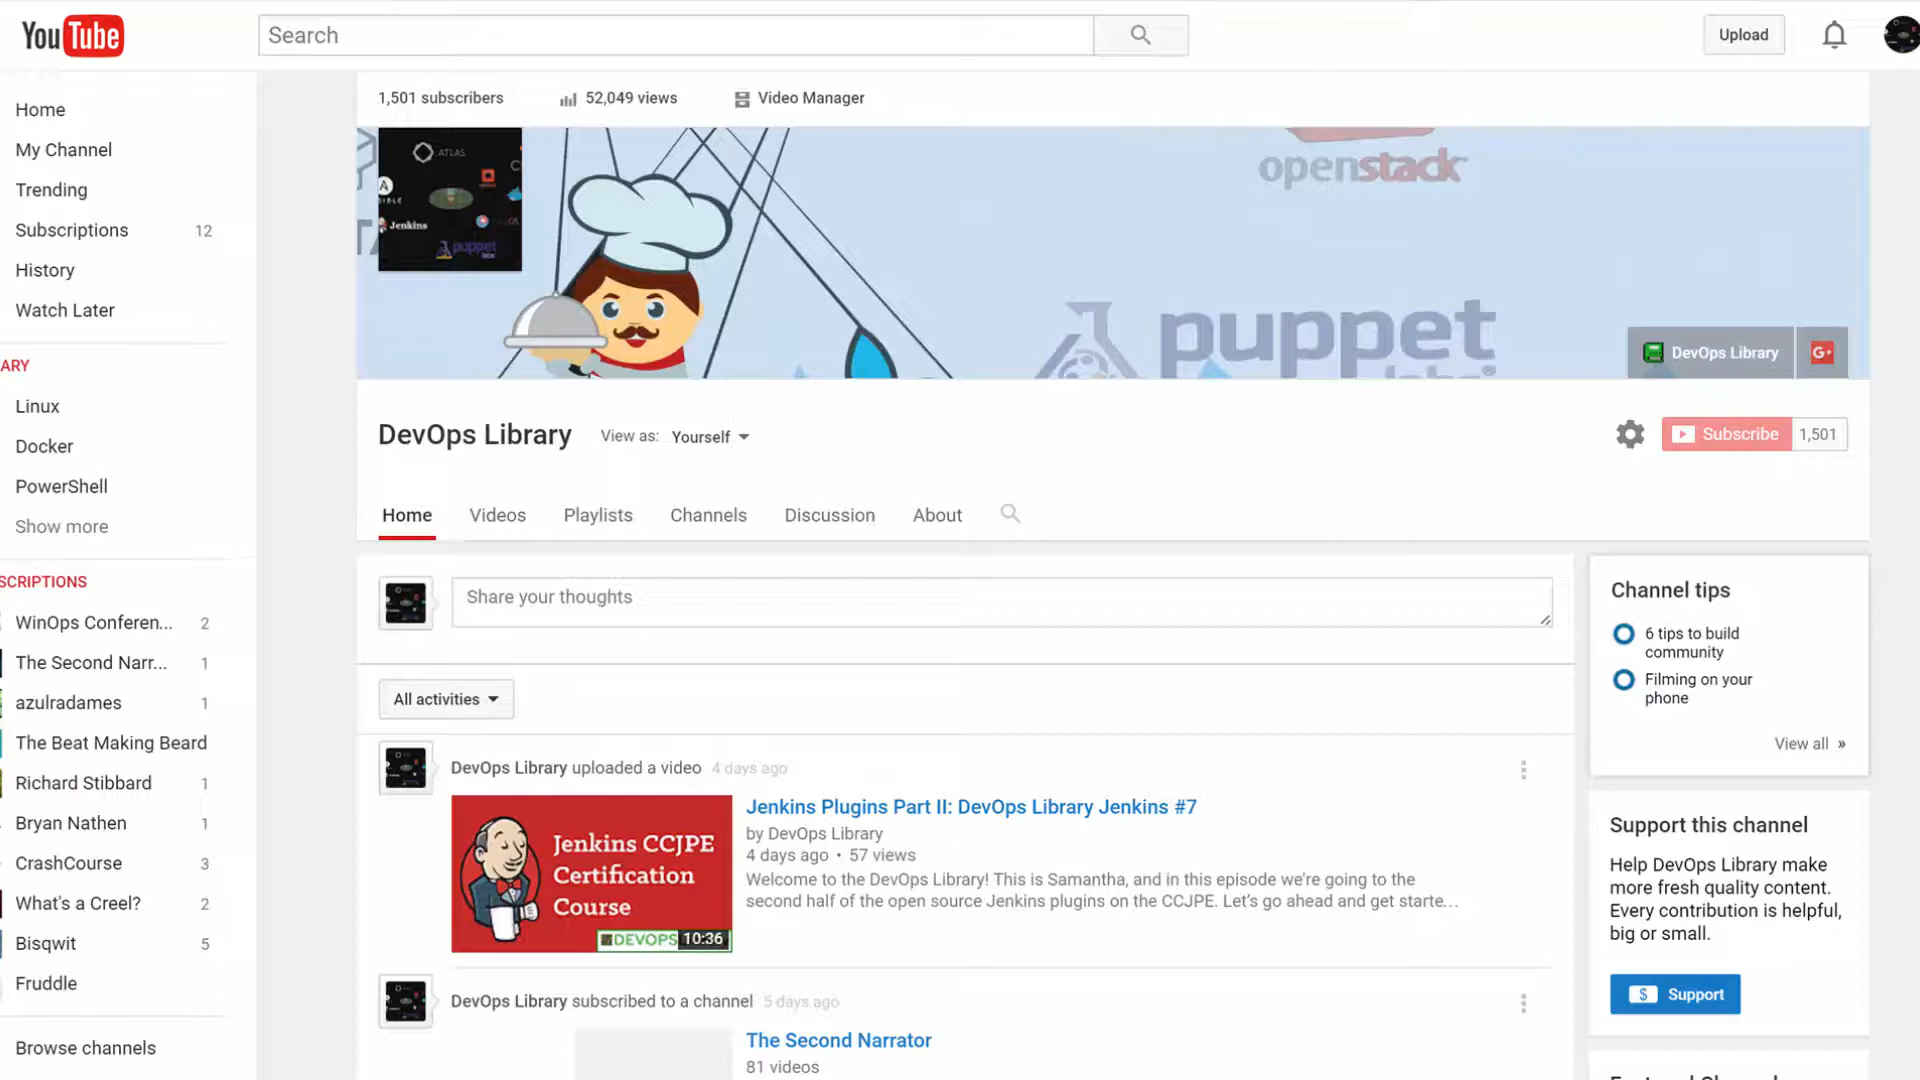 YouTube
Search
Upload
Home
My Channel
Trending
Subscriptions 12
History
Watch Later
ARY
Linux
Docker
PowerShell
Show more
SCRIPTIONS
WinOps Conferen... 2
The Second Narr... 1
azulradames 1
The Beat Making Beard
Richard Stibbard 1
Bryan Nathen 1
CrashCourse 3
What's a Creel? 2
Bisqwit 5
Fruddle
Browse channels
1,501 subscribers
52,049 views
Video Manager
ATLAS
Jenkins
puppet
labs
openstack
puppet
labs
DevOps Library
G+
DevOps Library
View as: Yourself
Subscribe 1,501
Home Videos Playlists Channels Discussion About
Share your thoughts
All activities
DevOps Library uploaded a video 4 days ago
Jenkins CCJPE
Certification
Course
DEVOPS
10:36
Jenkins Plugins Part II: DevOps Library Jenkins #7
by DevOps Library
4 days ago • 57 views
Welcome to the DevOps Library! This is Samantha, and in this episode we're going to the
second half of the open source Jenkins plugins on the CCJPE. Let's go ahead and get starte...
DevOps Library subscribed to a channel 5 days ago
The Second Narrator
81 videos
Channel tips
6 tips to build
community
Filming on your
phone
View all »
Support this channel
Help DevOps Library make
more fresh quality content.
Every contribution is helpful,
big or small.
$ Support